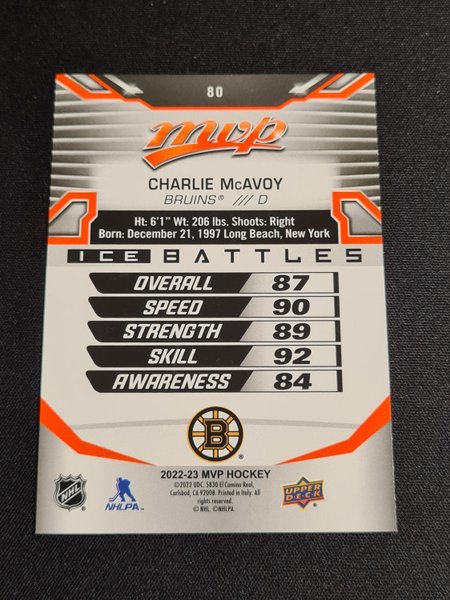 80
mvp
CHARLIE McAVOY
BRUINS® /// D
Ht: 6'1" Wt: 206 lbs. Shoots: Right
Born: December 21, 1997 Long Beach, New York
ICE BATTLES
OVERALL 87
SPEED 90
STRENGTH 89
SKILL 92
AWARENESS 84
B
2022-23 MVP HOCKEY
©2022 UDC. 5830 El Camino Real,
Carlsbad, CA 92008. Printed in Italy. All
rights reserved.
© NHL. ©NHLPA.
NHL
NHLPA
UPPER
DECK